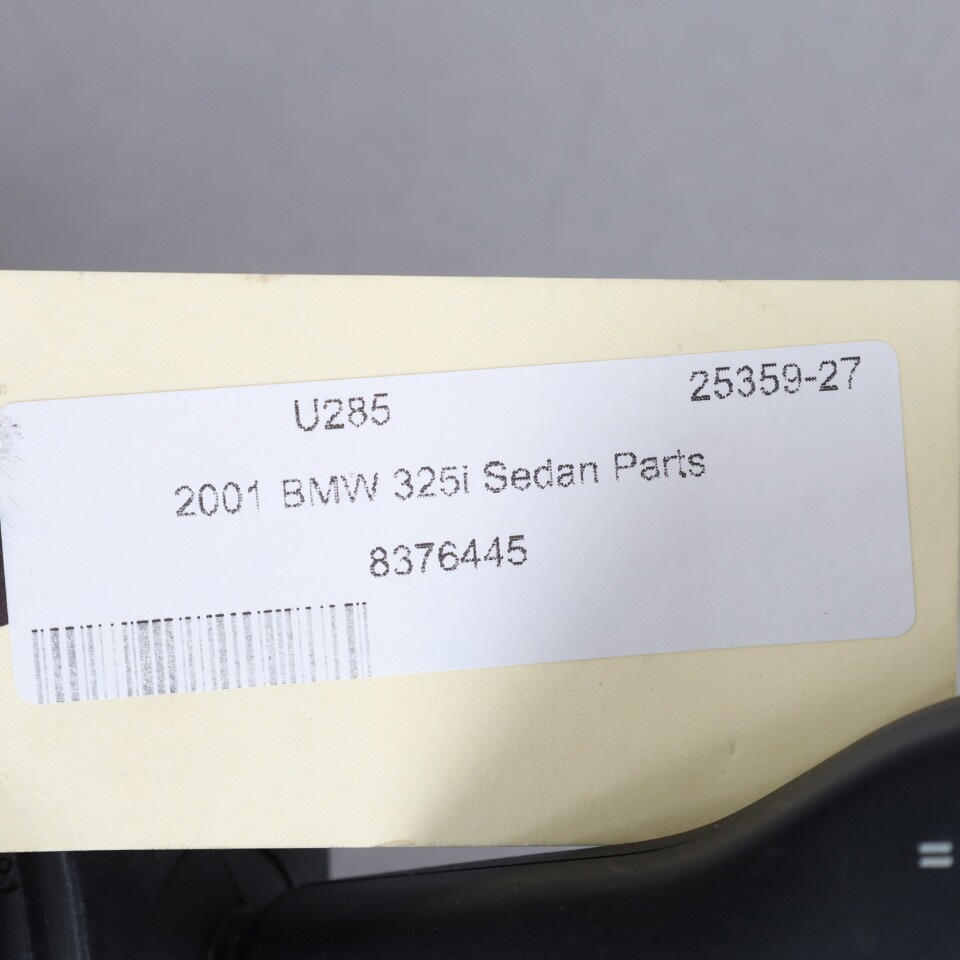 U285 25359-27
2001 BMW 325i Sedan Parts
8376445